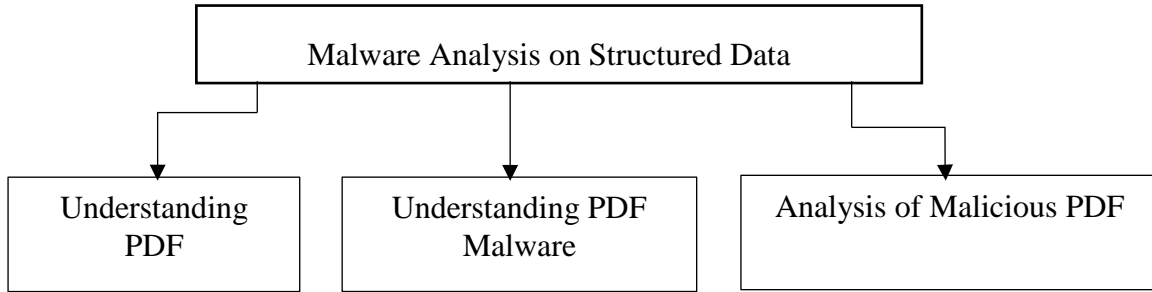 Malware Analysis on Structured Data
Understanding
PDF
Understanding PDF
Malware
Analysis of Malicious PDF